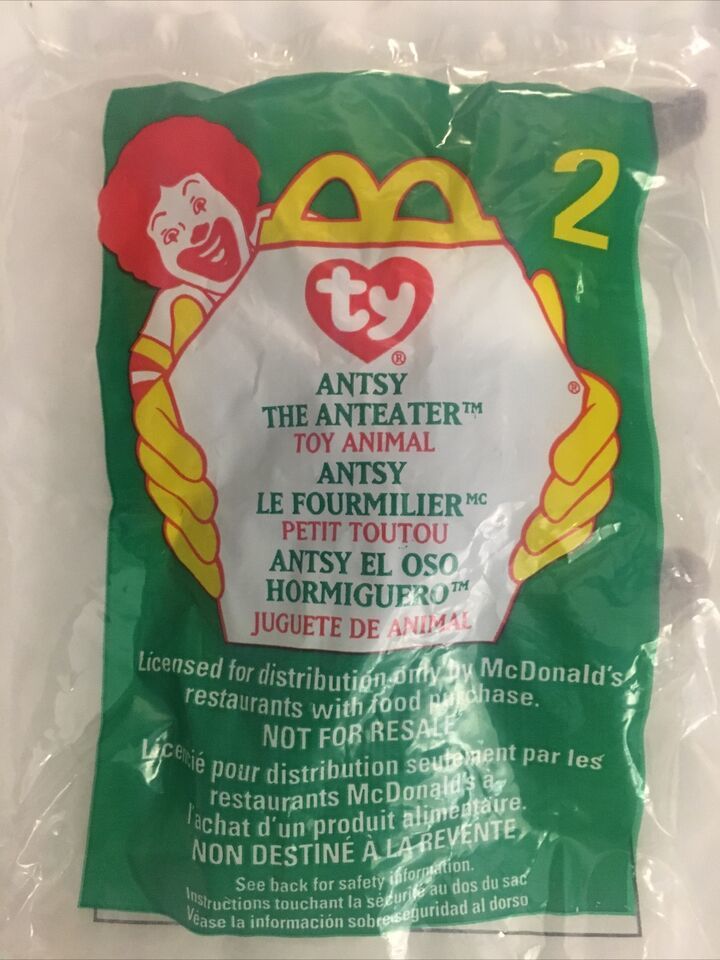 2
ty
®
ANTSY
THE ANTEATER™
®
TOY ANIMAL
ANTSY
LE FOURMILIER MC
PETIT TOUTOU
ANTSY EL OSO
HORMIGUERO™
JUGUETE DE ANIMAL
Licensed for distribution only by McDonald's
restaurants with food purchase.
NOT FOR RESALE
Licencié pour distribution seulement par les
restaurants McDonald's à
l'achat d'un produit alimentaire.
NON DESTINÉ À LA REVENTE.
See back for safety information.
Instructions touchant la sécurité au dos du sac
Véase la información sobre seguridad al dorso